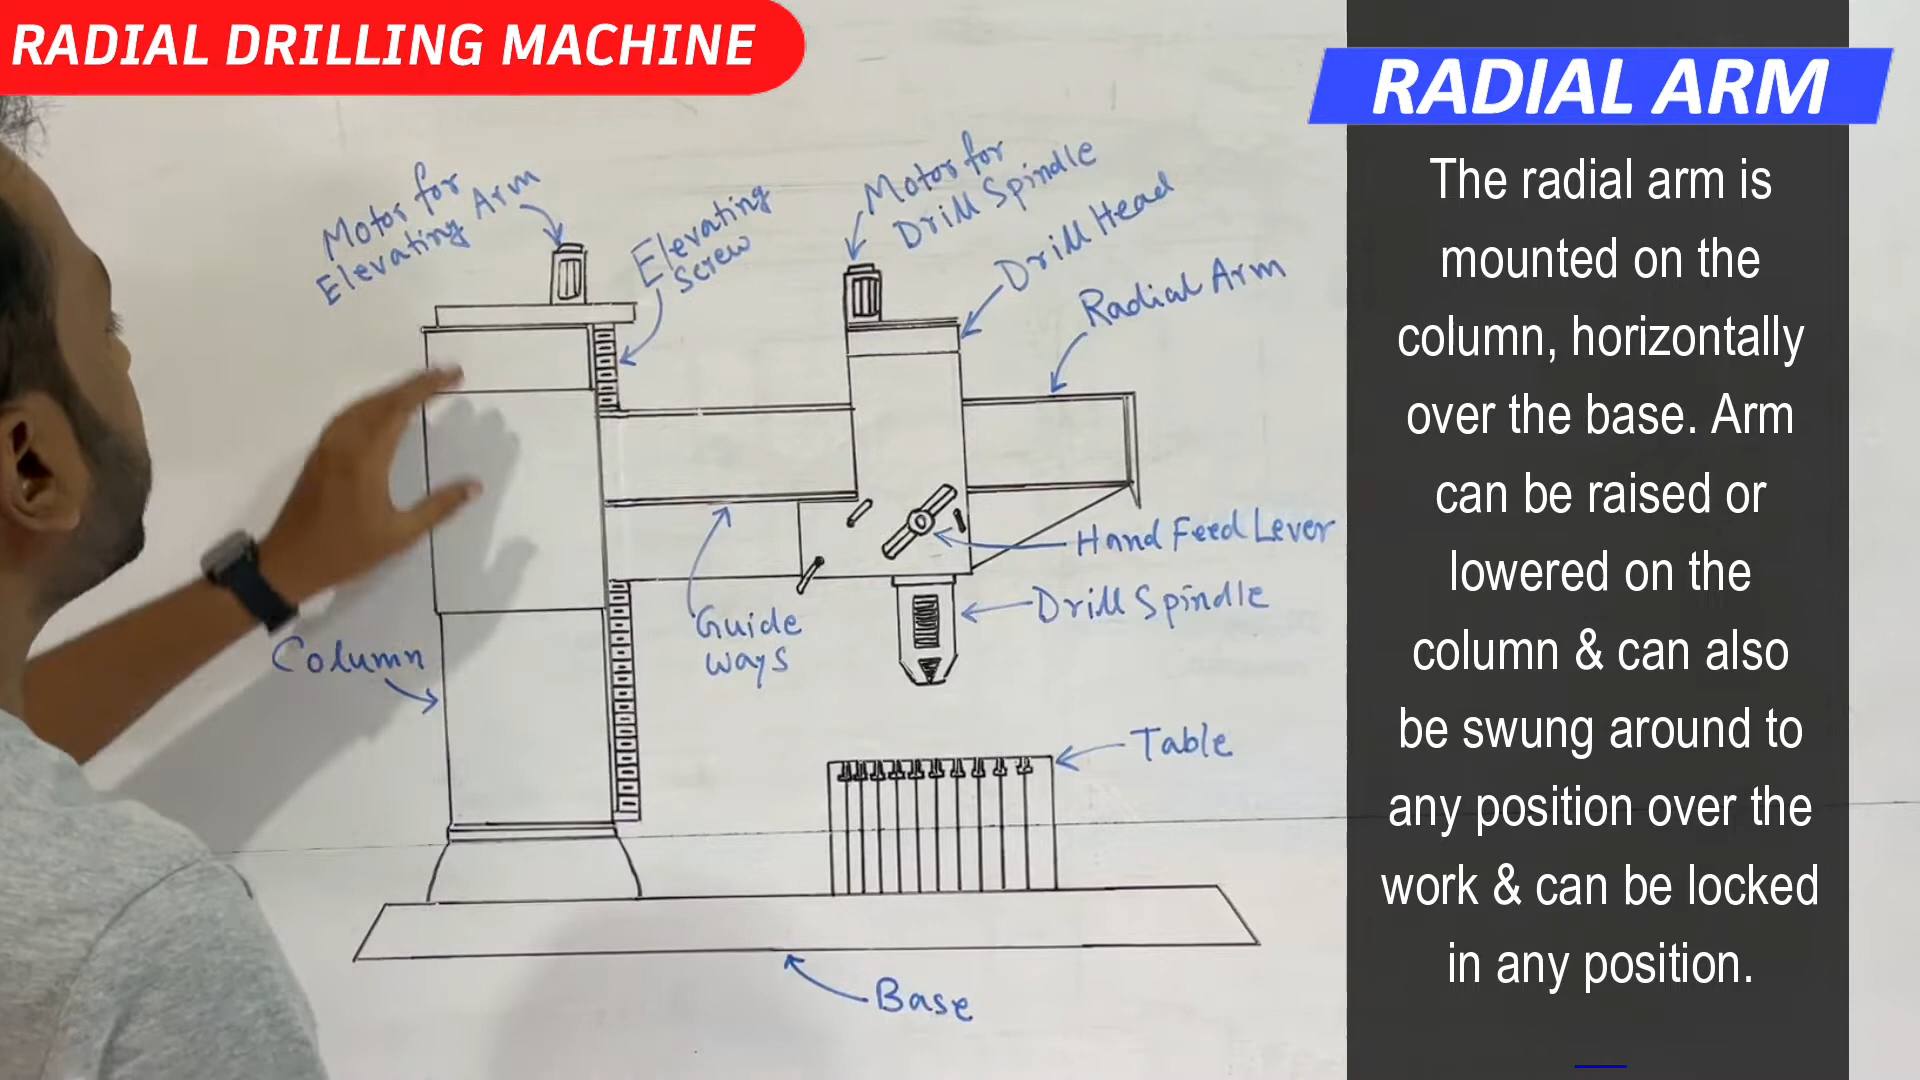 RADIAL DRILLING MACHINE
RADIAL ARM
The radial arm is
mounted on the
column, horizontally
over the base. Arm
can be raised or
lowered on the
column & can also
be swung around to
any position over the
work & can be locked
in any position.
Motor for
Elevating Arm
Elevating
Screw
Motor for
Drill Spindle
Drill Head
Radial Arm
Hand Feed Lever
Drill Spindle
Guide
ways
Column
Table
Base